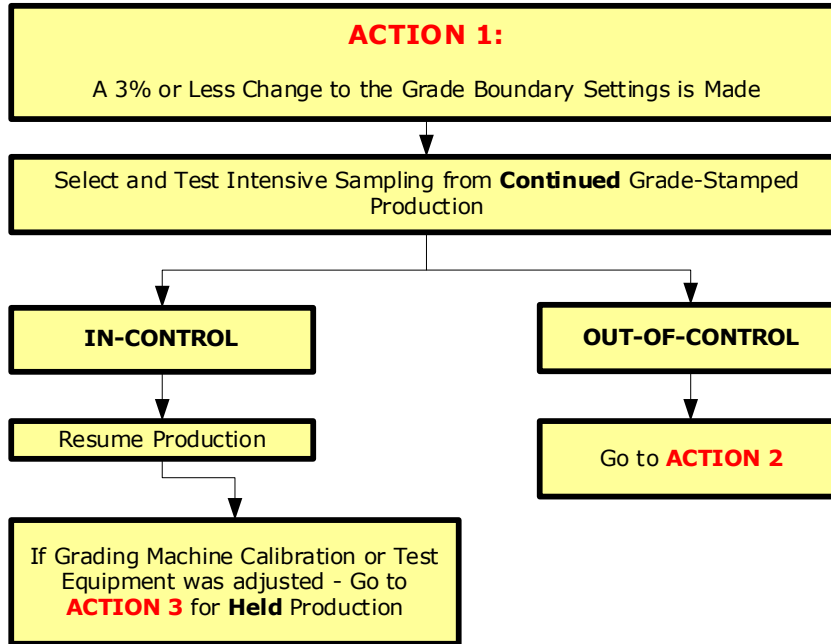 ACTION 1:
A 3% or Less Change to the Grade Boundary Settings is Made
Select and Test Intensive Sampling from Continued Grade-Stamped
Production
IN-CONTROL
OUT-OF-CONTROL
Resume Production
Go to ACTION 2
If Grading Machine Calibration or Test
Equipment was adjusted - Go to
ACTION 3 for Held Production